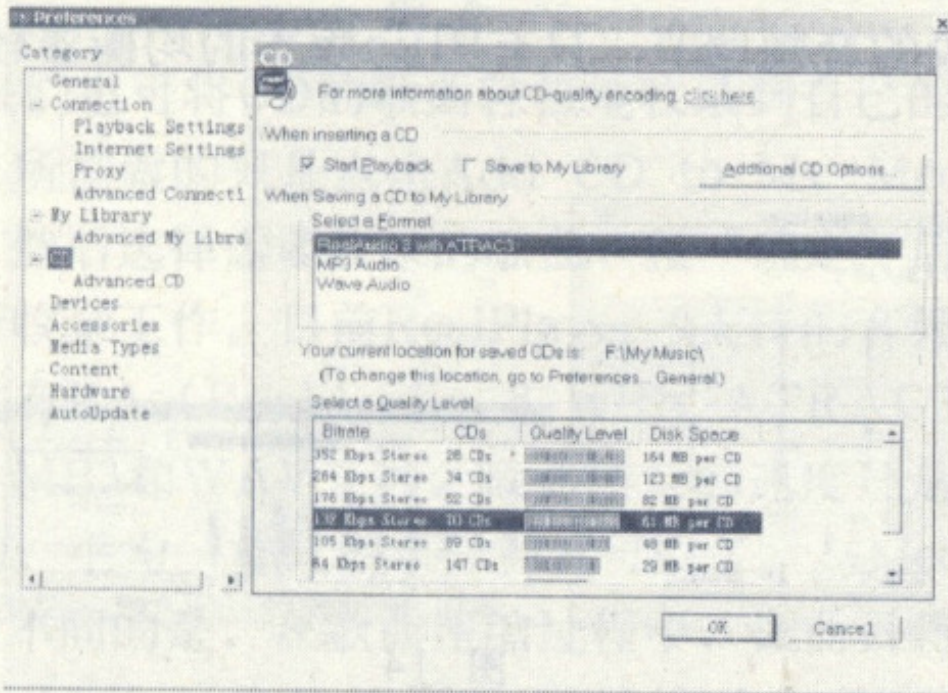 Preferences
Category
General
Connection
Playback Settings
Internet Settings
Proxy
Advanced Connecti
My Library
Advanced My Libra
CD
Advanced CD
Devices
Accessories
Media Types
Content
Hardware
AutoUpdate
CD
For more information about CD-quality encoding, click here
When inserting a CD
Start Playback Save to My Library Additional CD Options...
When Saving a CD to My Library
Select a Format
RealAudio 8 with ATRAC3
MP3 Audio
Wave Audio
Your current location for saved CDs is: F:\My Music\
(To change this location, go to Preferences... General.)
Select a Quality Level
Bitrate CDs Quality Level Disk Space
352 Kbps Stereo 26 CDs 164 MB per CD
264 Kbps Stereo 34 CDs 123 MB per CD
176 Kbps Stereo 52 CDs 82 MB per CD
132 Kbps Stereo 70 CDs 61 MB per CD
105 Kbps Stereo 89 CDs 48 MB per CD
64 Kbps Stereo 147 CDs 29 MB per CD
OK Cancel